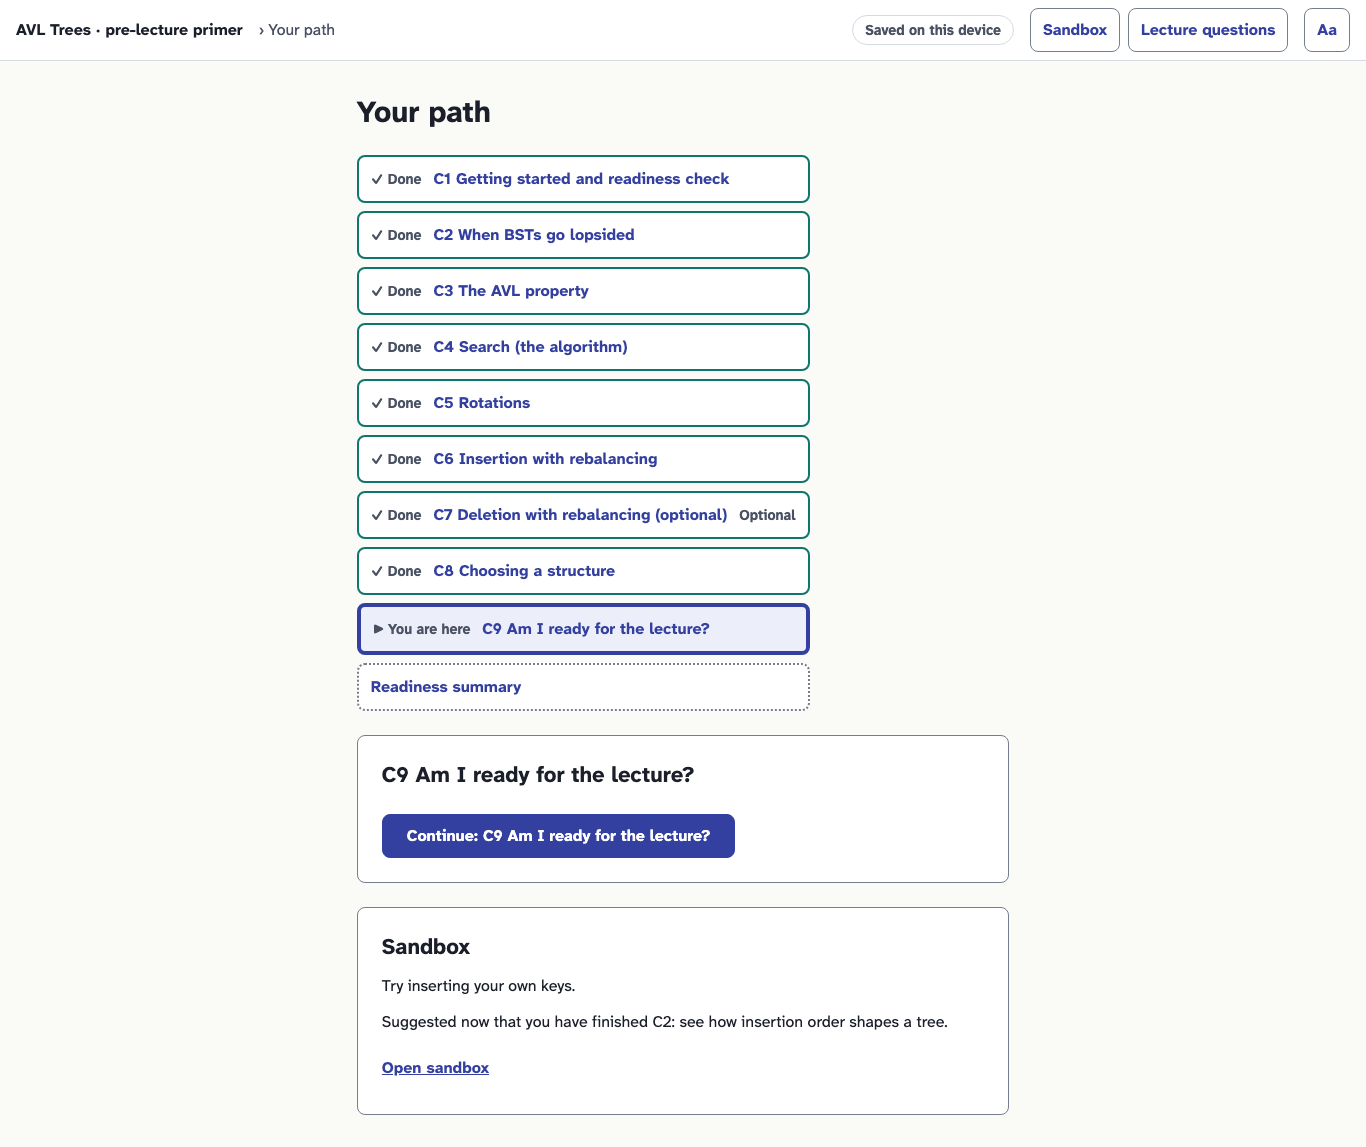 AVL Trees · pre-lecture primer › Your path Saved on this device Sandbox Lecture questions Aa
Your path
✓ Done C1 Getting started and readiness check
✓ Done C2 When BSTs go lopsided
✓ Done C3 The AVL property
✓ Done C4 Search (the algorithm)
✓ Done C5 Rotations
✓ Done C6 Insertion with rebalancing
✓ Done C7 Deletion with rebalancing (optional) Optional
✓ Done C8 Choosing a structure
▶ You are here C9 Am I ready for the lecture?
Readiness summary
C9 Am I ready for the lecture?
Continue: C9 Am I ready for the lecture?
Sandbox
Try inserting your own keys.
Suggested now that you have finished C2: see how insertion order shapes a tree.
Open sandbox